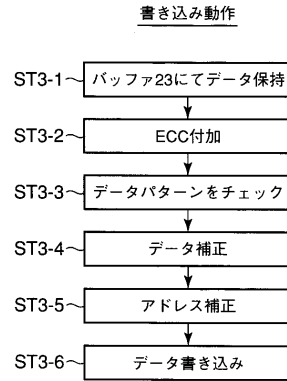 書き込み動作
ST3-1 バッファ23にてデータ保持
ST3-2 ECC付加
ST3-3 データパターンをチェック
ST3-4 データ補正
ST3-5 アドレス補正
ST3-6 データ書き込み